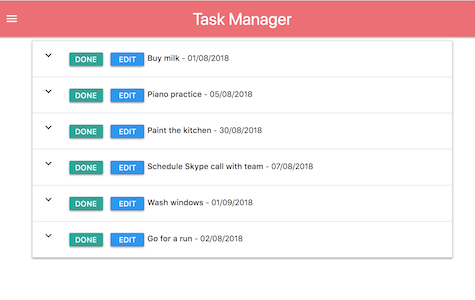 Task Manager
DONE EDIT Buy milk - 01/08/2018
DONE EDIT Piano practice - 05/08/2018
DONE EDIT Paint the kitchen - 30/08/2018
DONE EDIT Schedule Skype call with team - 07/08/2018
DONE EDIT Wash windows - 01/09/2018
DONE EDIT Go for a run - 02/08/2018